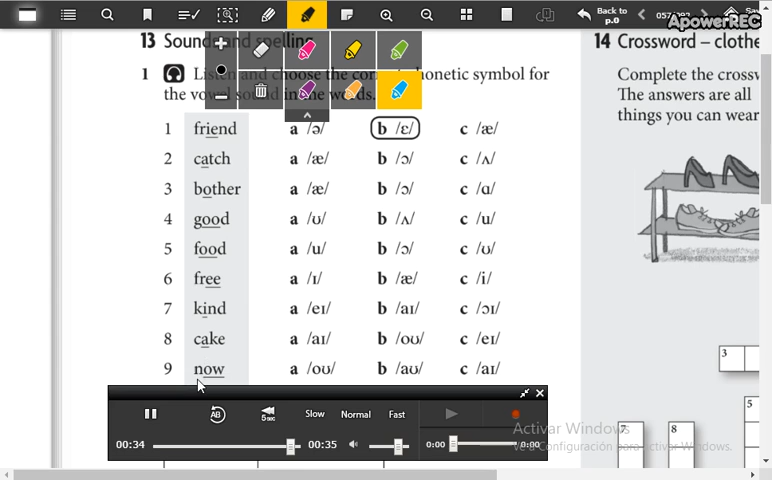 Back to
p.0
ApowerREC
13 Sound and spelling
1 Listen and choose the correct phonetic symbol for
the vowel sound in the words.
1 friend a /ə/ b /ɛ/ c /æ/
2 catch a /æ/ b /ɔ/ c /ʌ/
3 bother a /æ/ b /ɔ/ c /ɑ/
4 good a /ʊ/ b /ʌ/ c /u/
5 food a /u/ b /ɔ/ c /ʊ/
6 free a /ɪ/ b /æ/ c /i/
7 kind a /eɪ/ b /aɪ/ c /ɔɪ/
8 cake a /aɪ/ b /oʊ/ c /eɪ/
9 now a /oʊ/ b /aʊ/ c /aɪ/
14 Crossword – clothe
Complete the crossw
The answers are all
things you can wear
3
5
7
8
AB
5 sec
Slow
Normal
Fast
00:34
00:35
0:00
0:00
Activar Windows
Ve a Configuración para activar Windows.